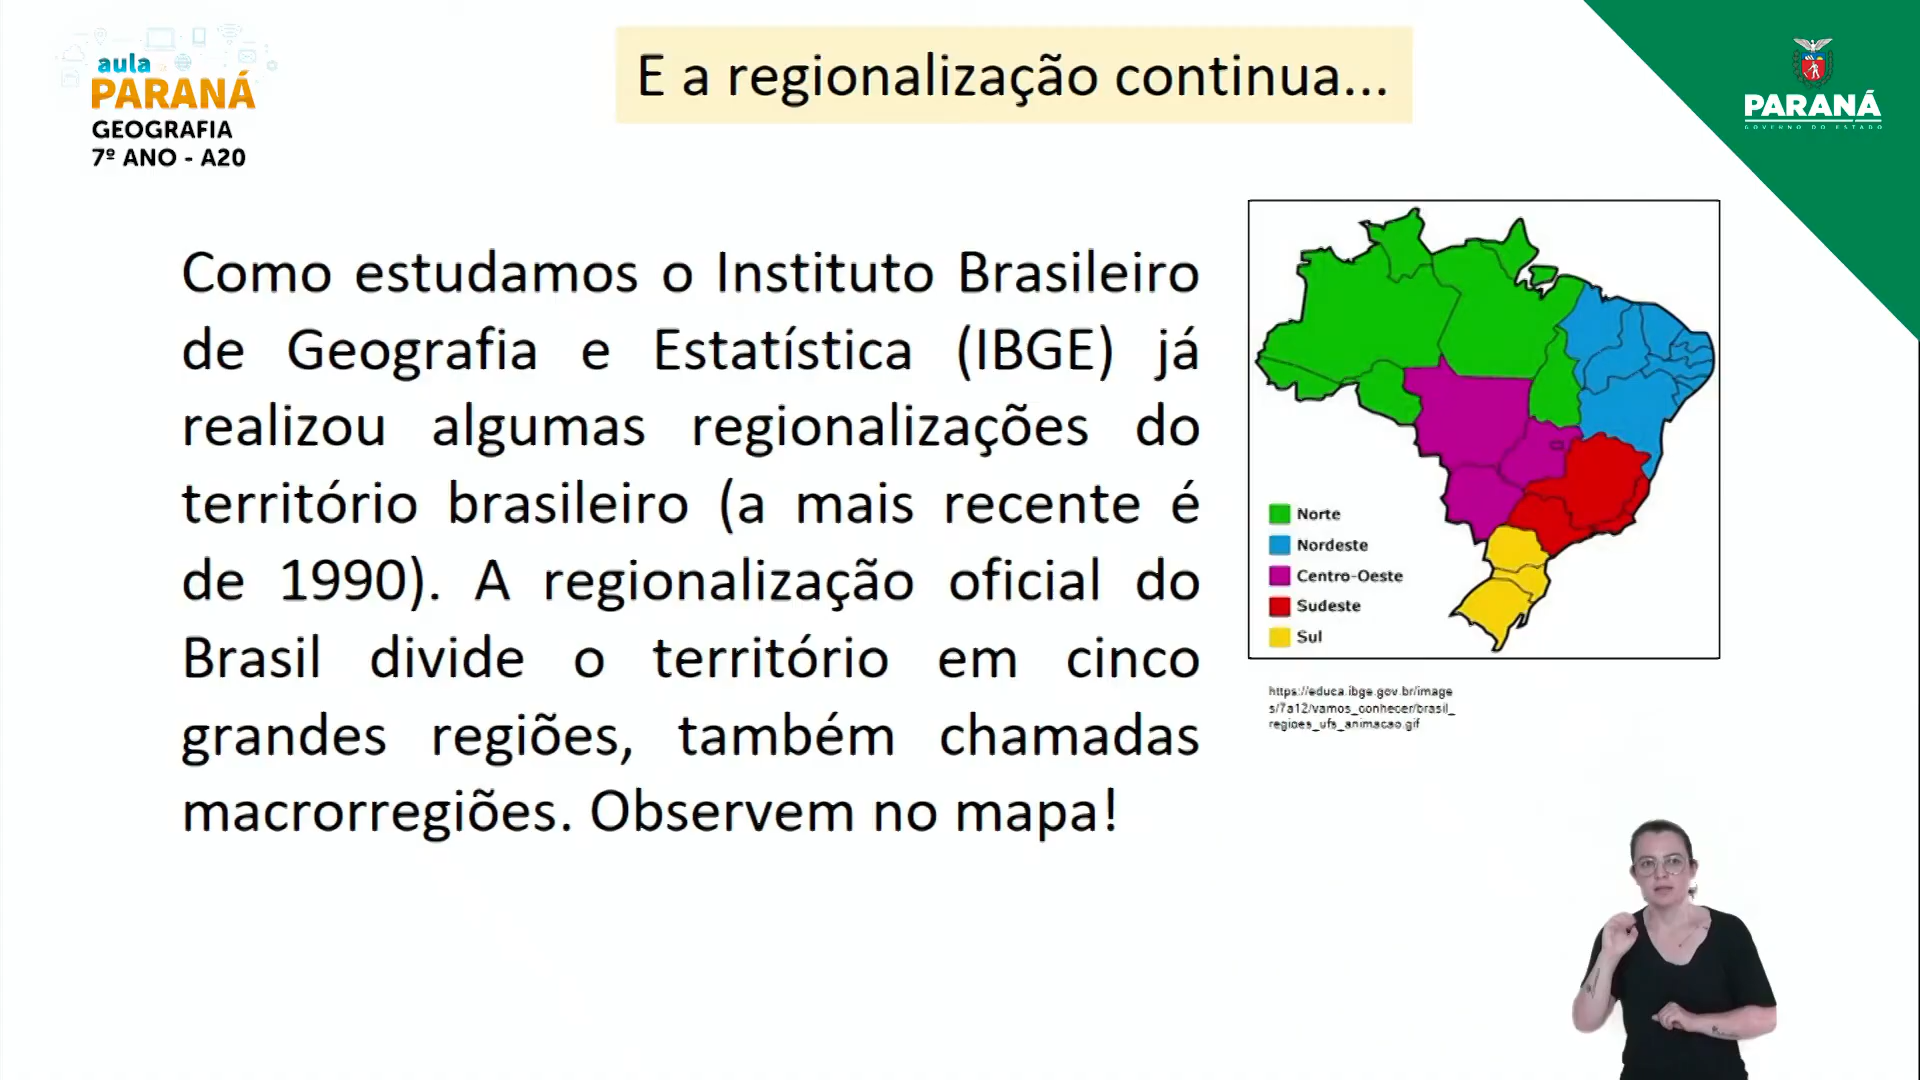 aula
PARANÁ
GEOGRAFIA
7º ANO - A20
E a regionalização continua...
PARANÁ
GOVERNO DO ESTADO
Como estudamos o Instituto Brasileiro
de Geografia e Estatística (IBGE) já
realizou algumas regionalizações do
território brasileiro (a mais recente é
de 1990). A regionalização oficial do
Brasil divide o território em cinco
grandes regiões, também chamadas
macrorregiões. Observem no mapa!
Norte
Nordeste
Centro-Oeste
Sudeste
Sul
https://educa.ibge.gov.br/image
s/7a12/vamos_conhecer/brasil_
regioes_ufs_animacao.gif